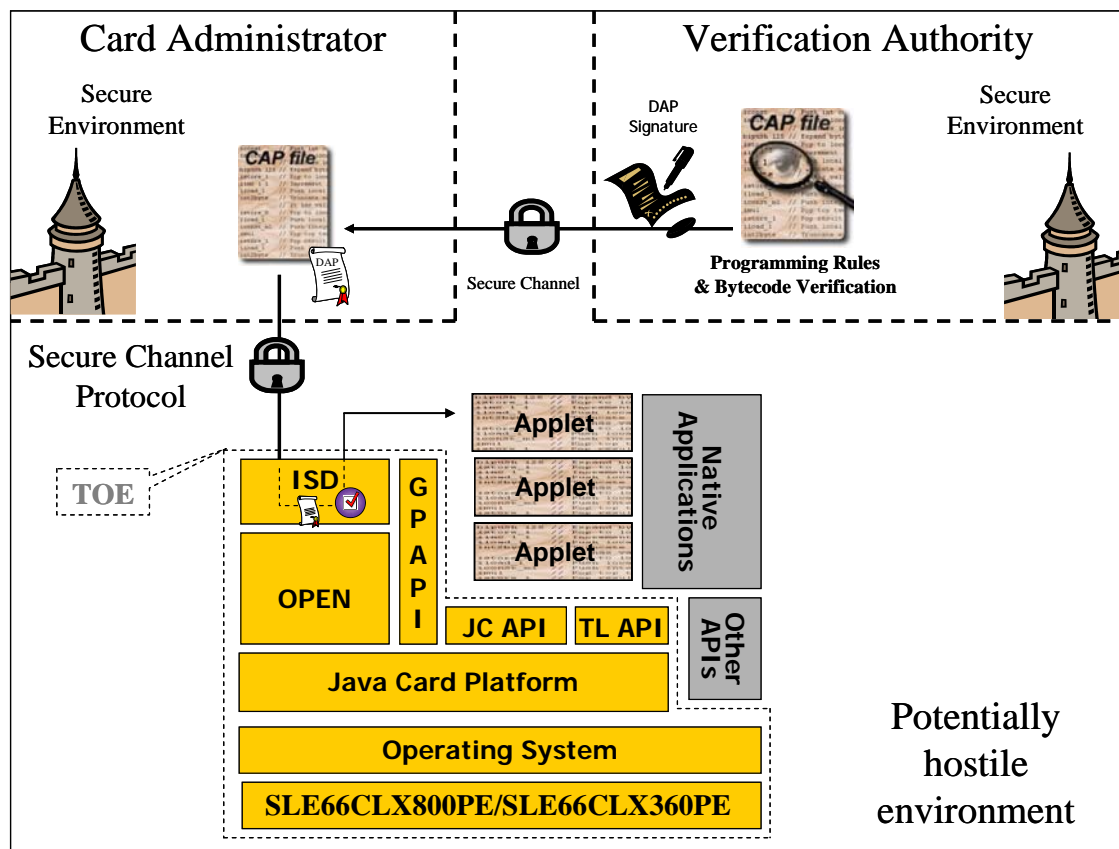 Card Administrator
Verification Authority
Secure
Environment
DAP
Signature
Secure
Environment
CAP file
CAP file
DAP
Secure Channel
Programming Rules
& Bytecode Verification
Secure Channel
Protocol
TOE
ISD
GP API
Applet
Applet
Applet
Native
Applications
OPEN
JC API
TL API
Other
APIs
Java Card Platform
Operating System
SLE66CLX800PE/SLE66CLX360PE
Potentially
hostile
environment